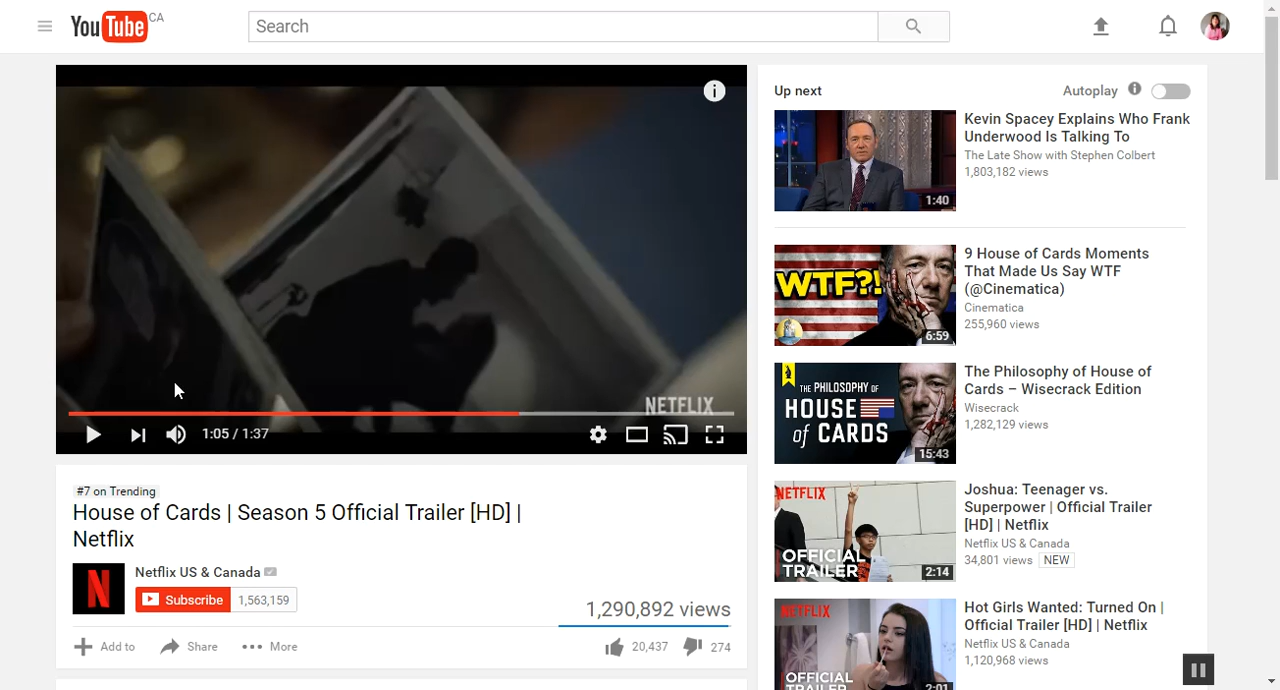 YouTube CA
Search
NETFLIX
1:05 / 1:37
#7 on Trending
House of Cards | Season 5 Official Trailer [HD] |
Netflix
N
Netflix US & Canada
Subscribe 1,563,159
1,290,892 views
Add to Share More 20,437 274
Up next Autoplay
1:40
Kevin Spacey Explains Who Frank
Underwood Is Talking To
The Late Show with Stephen Colbert
1,803,182 views
WTF?!
6:59
9 House of Cards Moments
That Made Us Say WTF
(@Cinematica)
Cinematica
255,960 views
THE PHILOSOPHY OF
HOUSE
of CARDS
15:43
The Philosophy of House of
Cards – Wisecrack Edition
Wisecrack
1,282,129 views
NETFLIX
OFFICIAL
TRAILER
2:14
Joshua: Teenager vs.
Superpower | Official Trailer
[HD] | Netflix
Netflix US & Canada
34,801 views NEW
NETFLIX
OFFICIAL
TRAILER
2:01
Hot Girls Wanted: Turned On |
Official Trailer [HD] | Netflix
Netflix US & Canada
1,120,968 views